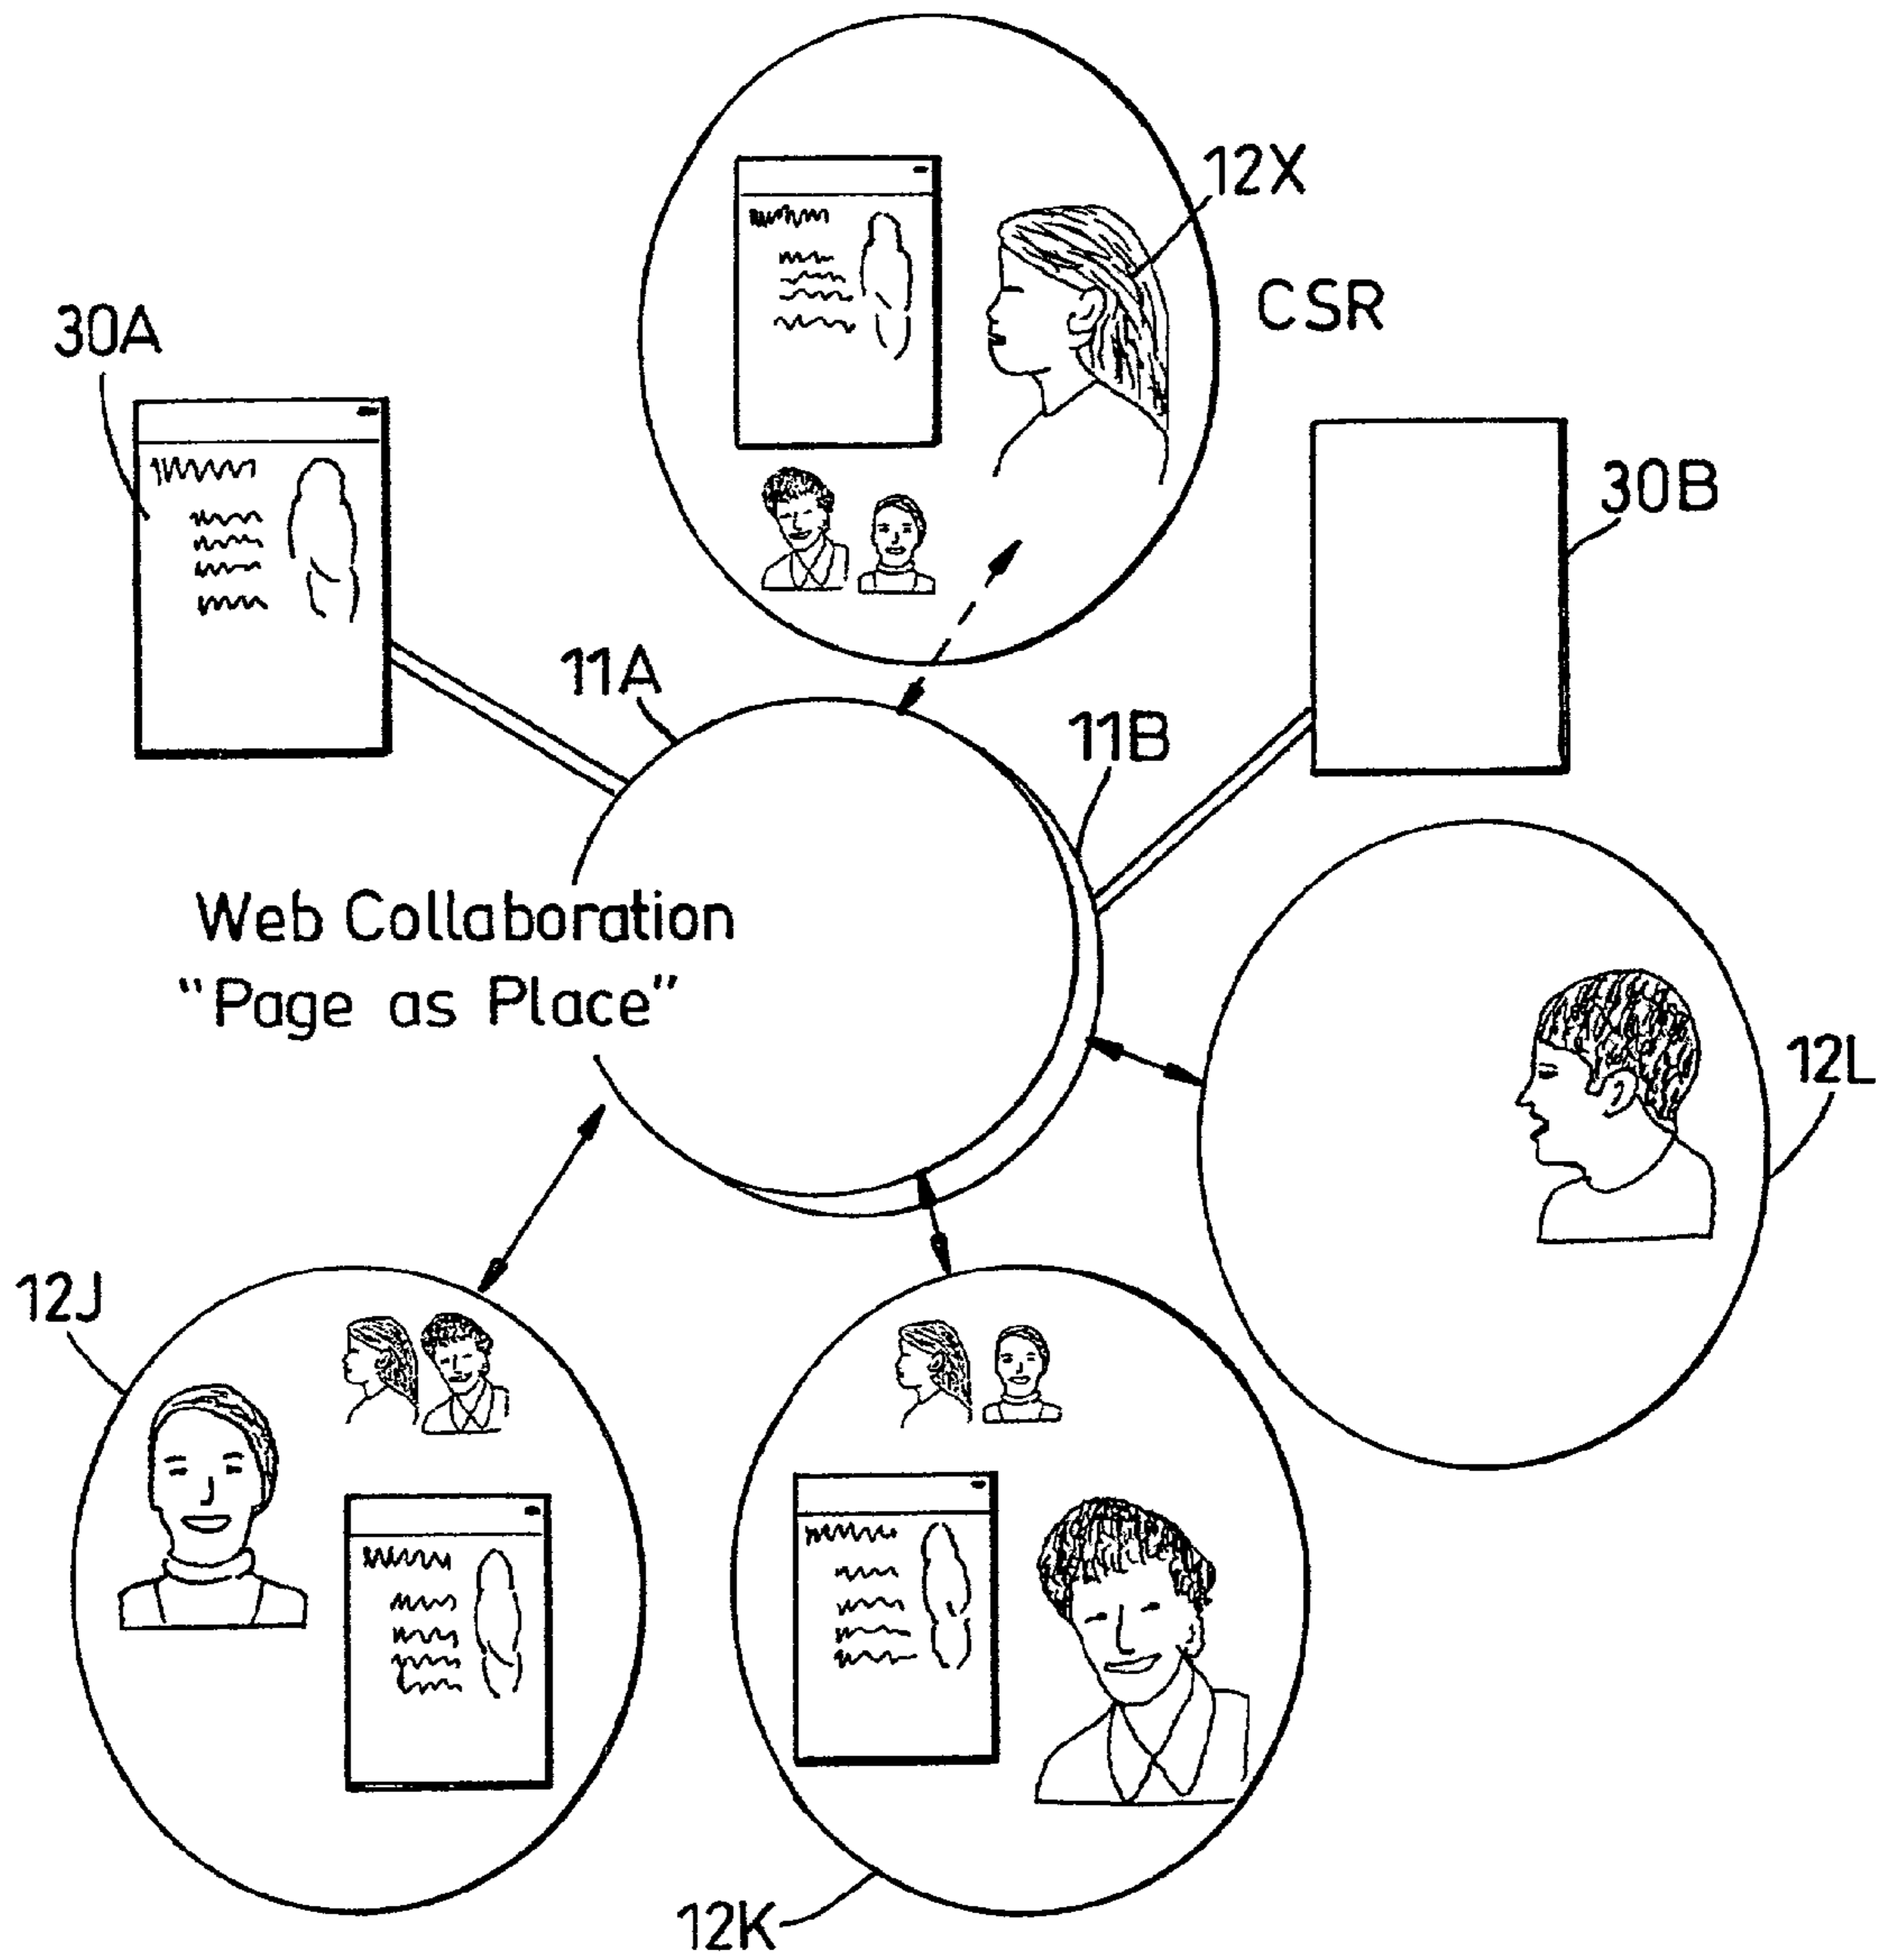 12X
CSR
30A
30B
11A
11B
Web Collaboration
“Page as Place”
12L
12J
12K